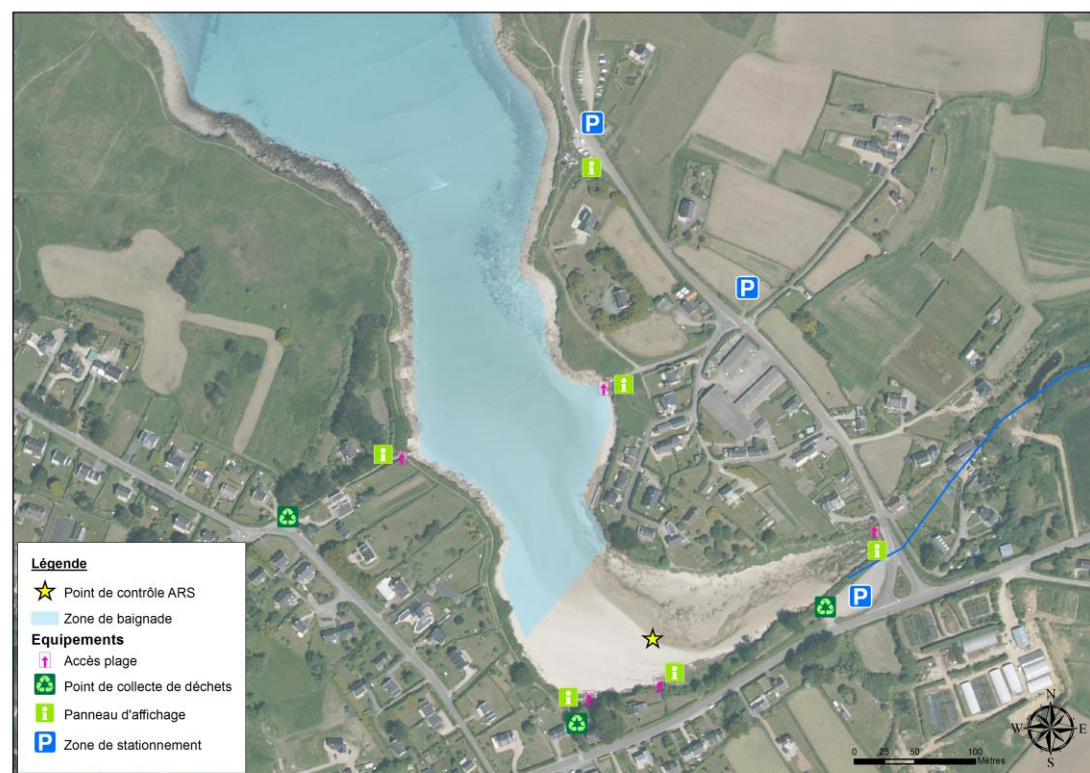 P
i
P
i
i
i
P
i
i
Légende
Point de contrôle ARS
Zone de baignade
Equipements
Accès plage
Point de collecte de déchets
i Panneau d'affichage
P Zone de stationnement
N
W E
S
0 25 50 100
Mètres